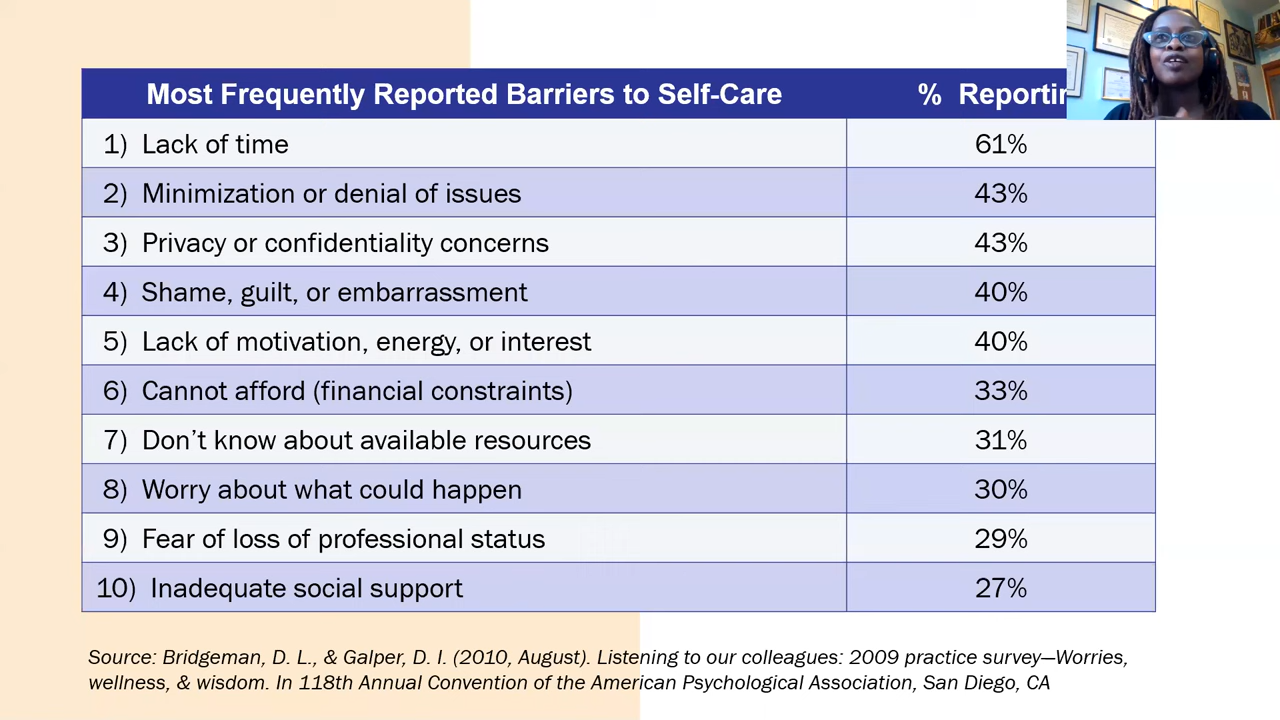 Most Frequently Reported Barriers to Self-Care % Reportin
1) Lack of time 61%
2) Minimization or denial of issues 43%
3) Privacy or confidentiality concerns 43%
4) Shame, guilt, or embarrassment 40%
5) Lack of motivation, energy, or interest 40%
6) Cannot afford (financial constraints) 33%
7) Don’t know about available resources 31%
8) Worry about what could happen 30%
9) Fear of loss of professional status 29%
10) Inadequate social support 27%
Source: Bridgeman, D. L., & Galper, D. I. (2010, August). Listening to our colleagues: 2009 practice survey—Worries,
wellness, & wisdom. In 118th Annual Convention of the American Psychological Association, San Diego, CA